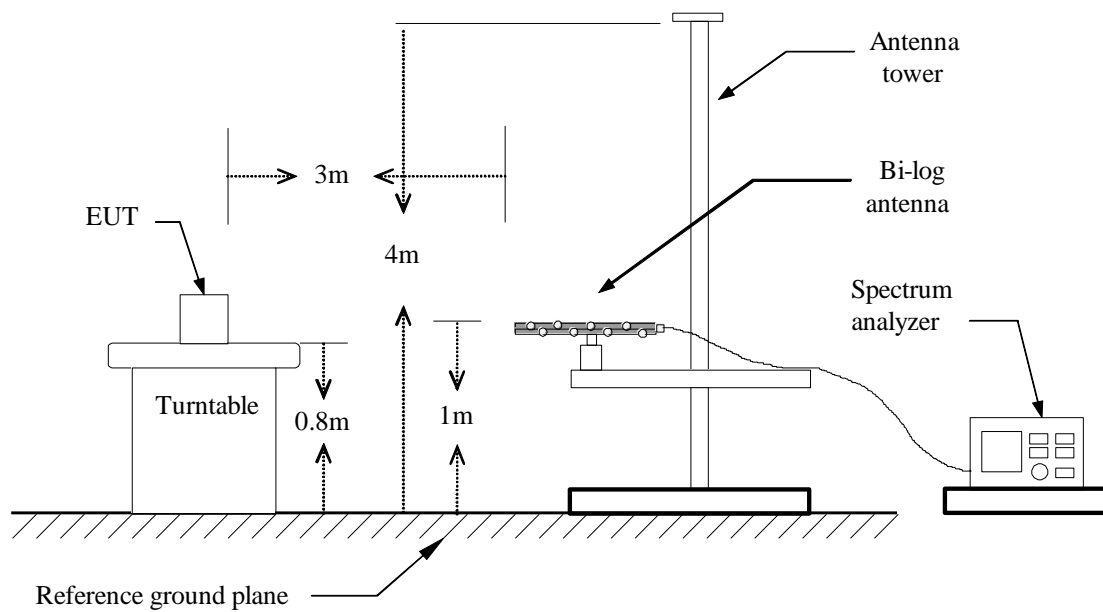 Antenna
tower
3m
Bi-log
antenna
EUT
4m
Spectrum
analyzer
Turntable
0.8m
1m
Reference ground plane